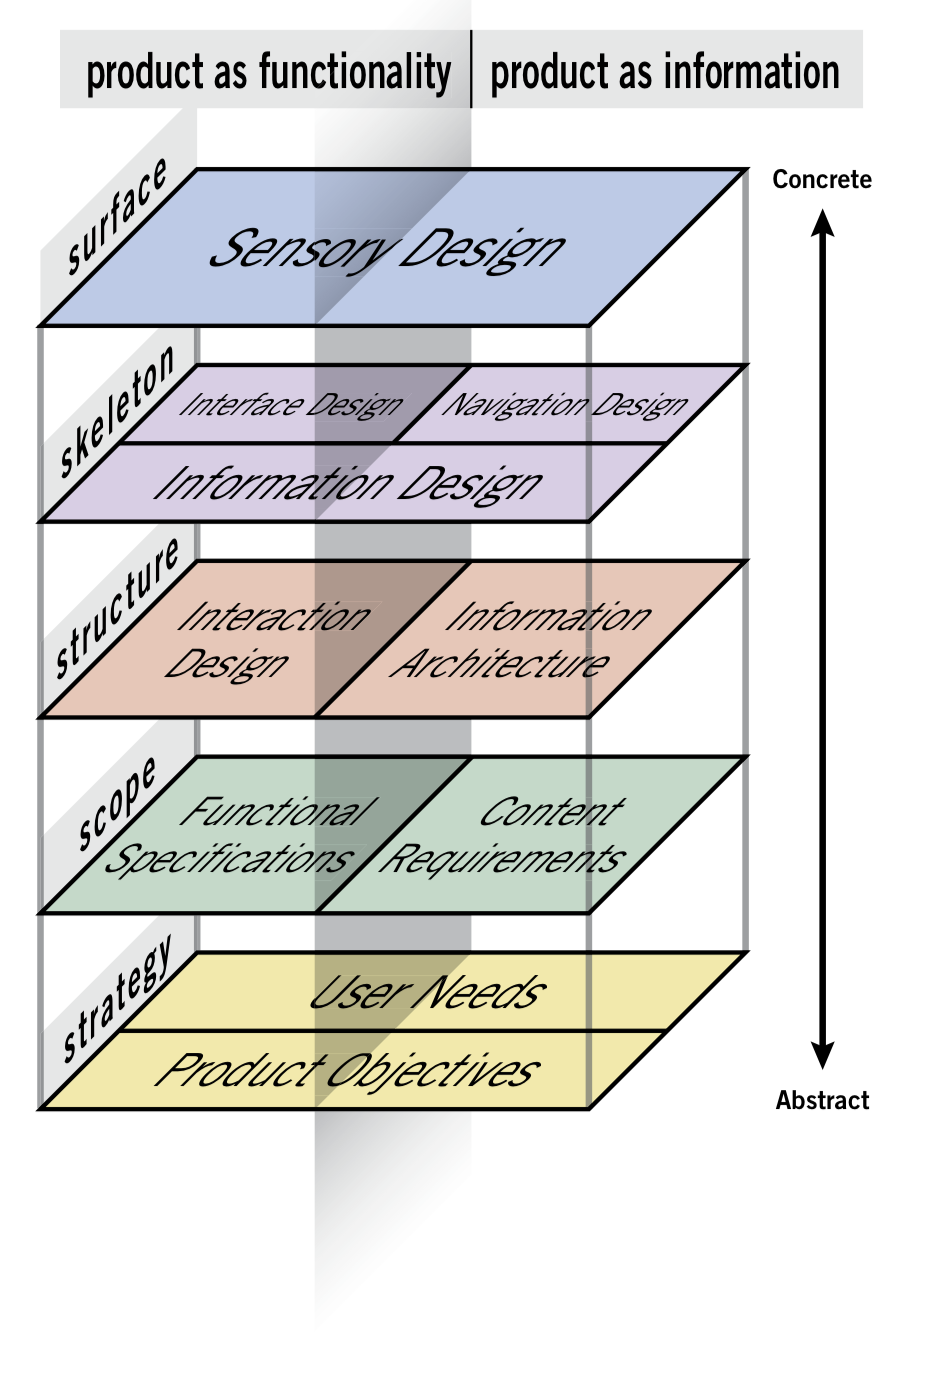 product as functionality
product as information
surface
Concrete
Sensory Design
skeleton
Interface Design
Navigation Design
Information Design
structure
Interaction
Design
Information
Architecture
scope
Functional
Specifications
Content
Requirements
strategy
User Needs
Product Objectives
Abstract